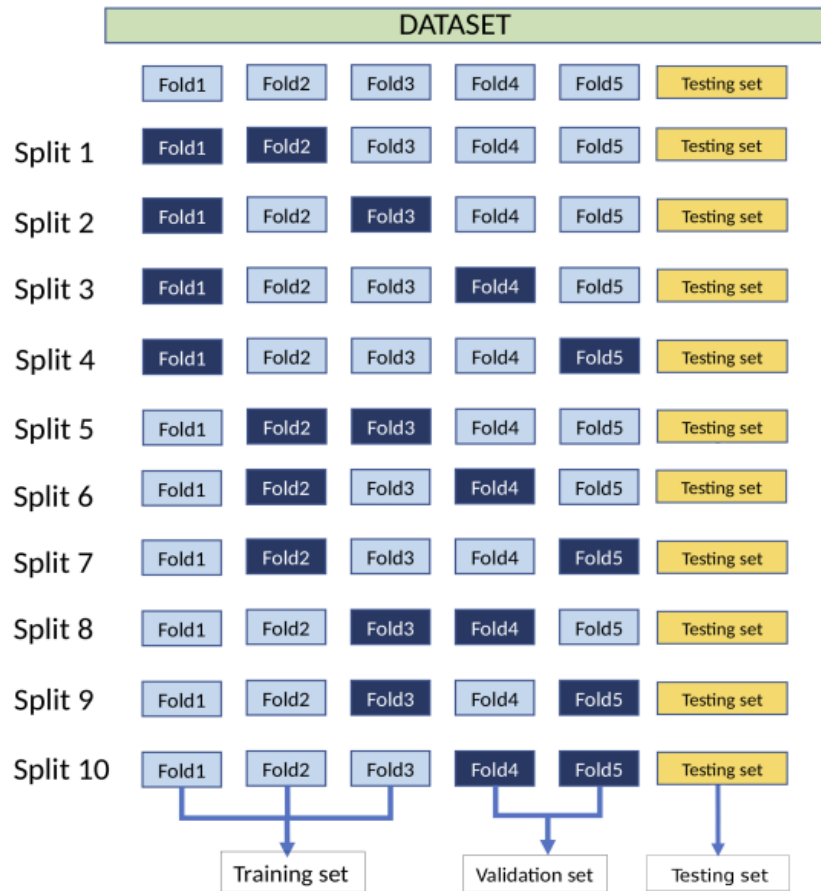 DATASET
Fold1 Fold2 Fold3 Fold4 Fold5 Testing set
Split 1 Fold1 Fold2 Fold3 Fold4 Fold5 Testing set
Split 2 Fold1 Fold2 Fold3 Fold4 Fold5 Testing set
Split 3 Fold1 Fold2 Fold3 Fold4 Fold5 Testing set
Split 4 Fold1 Fold2 Fold3 Fold4 Fold5 Testing set
Split 5 Fold1 Fold2 Fold3 Fold4 Fold5 Testing set
Split 6 Fold1 Fold2 Fold3 Fold4 Fold5 Testing set
Split 7 Fold1 Fold2 Fold3 Fold4 Fold5 Testing set
Split 8 Fold1 Fold2 Fold3 Fold4 Fold5 Testing set
Split 9 Fold1 Fold2 Fold3 Fold4 Fold5 Testing set
Split 10 Fold1 Fold2 Fold3 Fold4 Fold5 Testing set
Training set Validation set Testing set